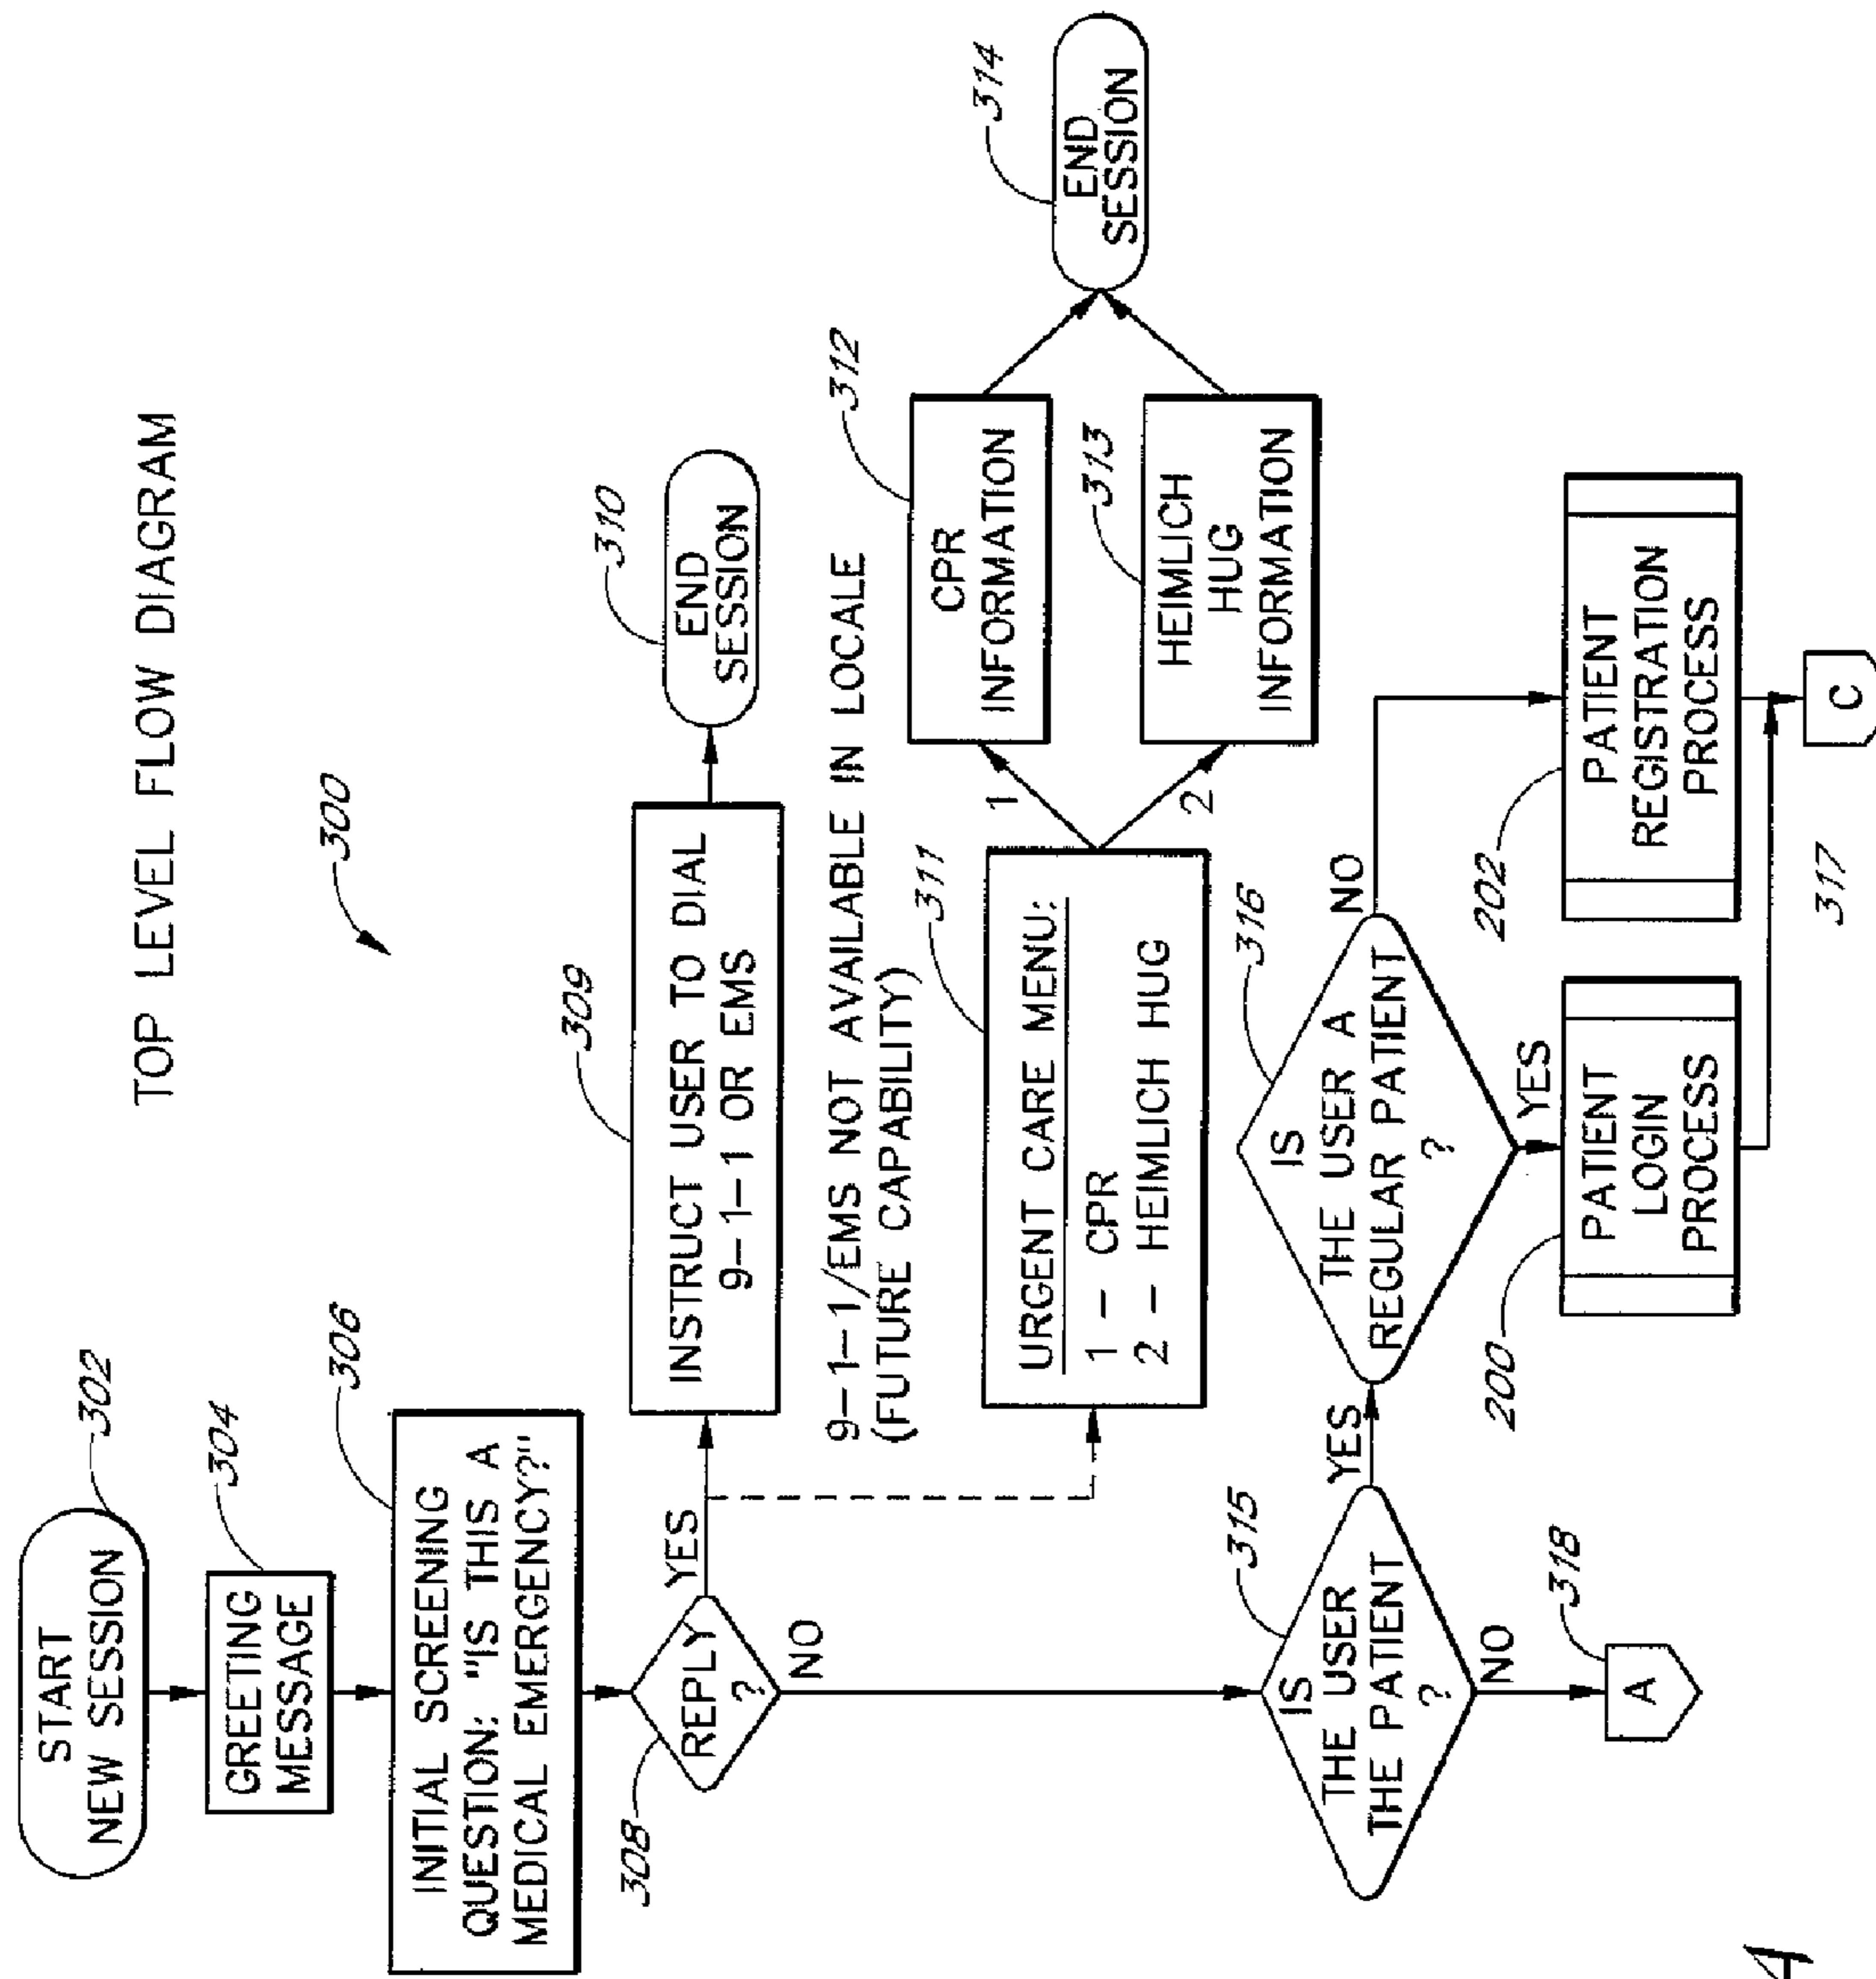 TOP LEVEL FLOW DIAGRAM
300
START
NEW SESSION
302
GREETING
MESSAGE
304
INITIAL SCREENING
QUESTION: "IS THIS A
MEDICAL EMERGENCY?"
306
REPLY
?
308
YES
NO
INSTRUCT USER TO DIAL
9-1-1 OR EMS
309
END
SESSION
310
9-1-1/EMS NOT AVAILABLE IN LOCALE
(FUTURE CAPABILITY)
URGENT CARE MENU:
1 - CPR
2 - HEIMLICH HUG
311
1
2
CPR
INFORMATION
312
HEIMLICH
HUG
INFORMATION
313
END
SESSION
314
IS
THE USER
THE PATIENT
?
315
YES
NO
A
318
IS
THE USER A
REGULAR PATIENT
?
316
NO
YES
PATIENT
LOGIN
PROCESS
200
PATIENT
REGISTRATION
PROCESS
202
C
317